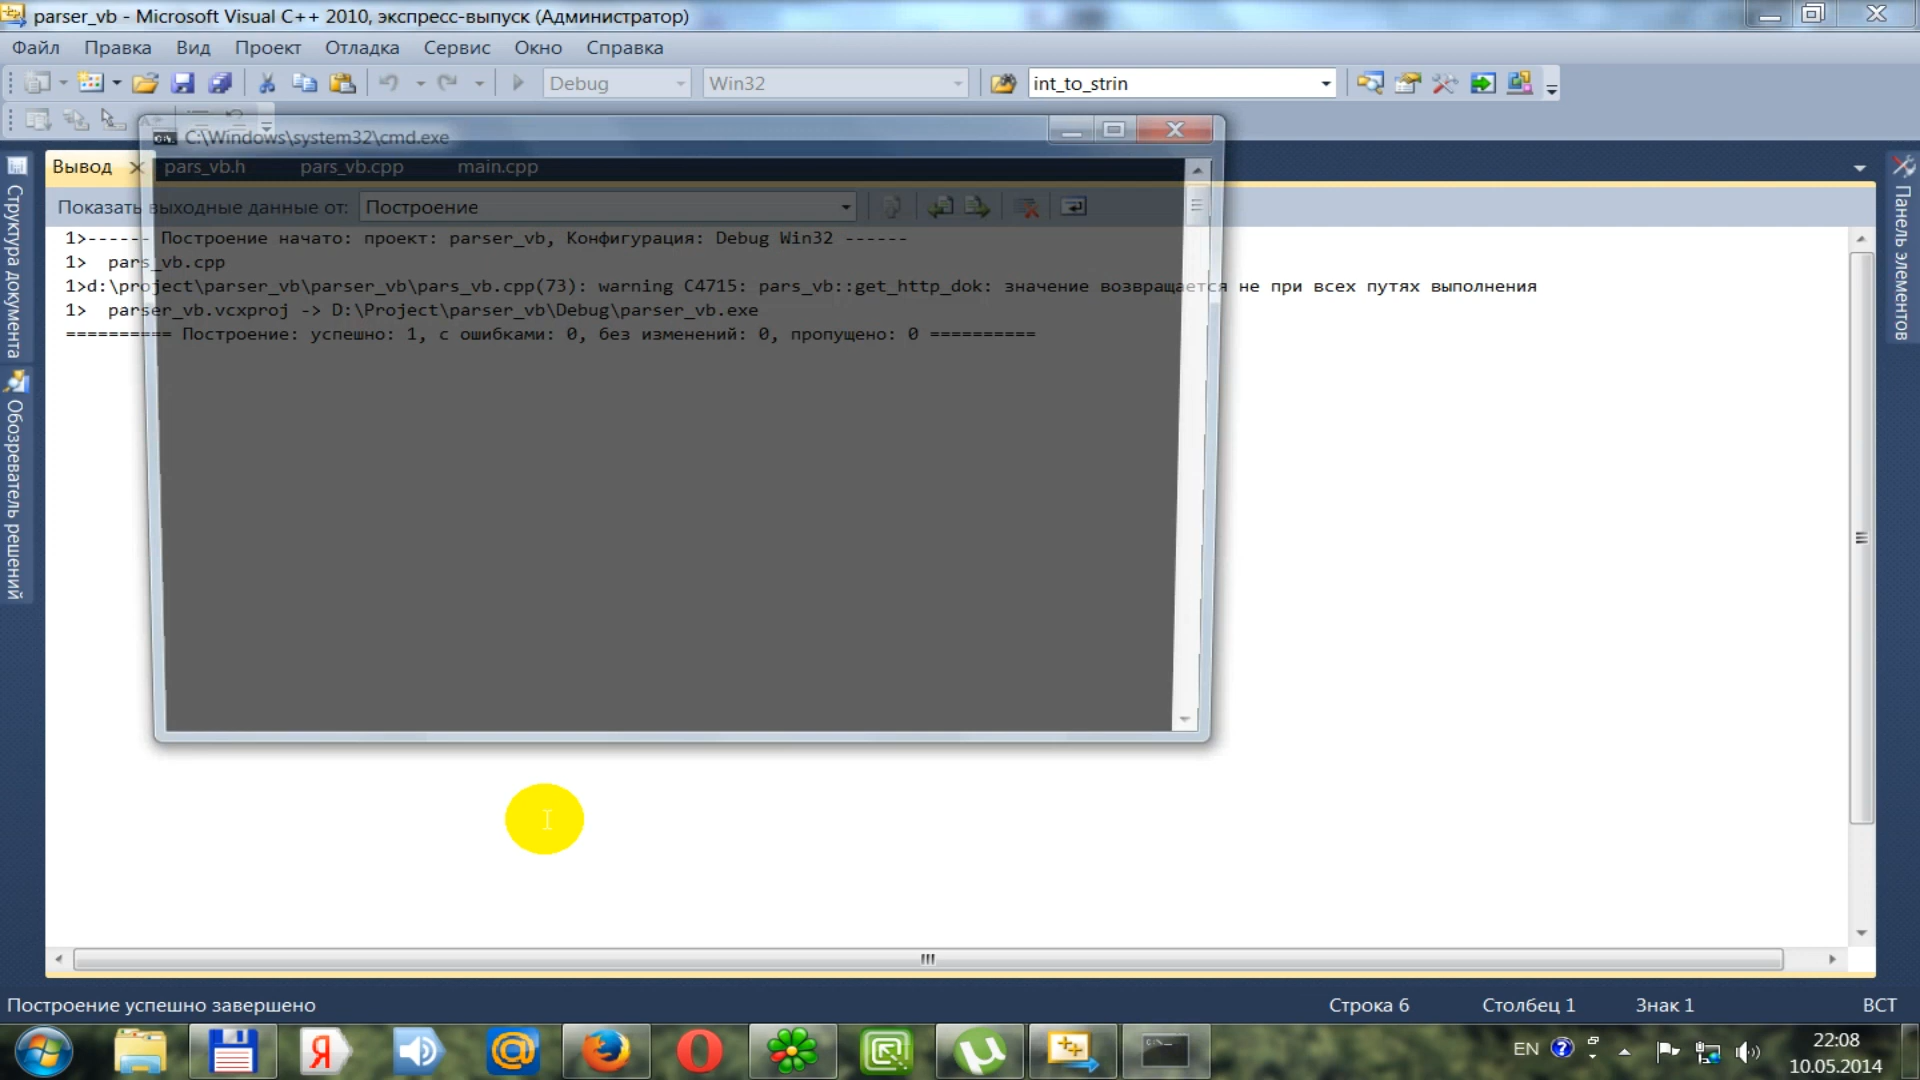 parser_vb - Microsoft Visual C++ 2010, экспресс-выпуск (Администратор)
Файл Правка Вид Проект Отладка Сервис Окно Справка
Debug Win32 int_to_strin
C:\Windows\system32\cmd.exe
Вывод pars_vb.h pars_vb.cpp main.cpp
Показать выходные данные от: Построение
1>------ Построение начато: проект: parser_vb, Конфигурация: Debug Win32 ------
1> pars_vb.cpp
1>d:\project\parser_vb\parser_vb\pars_vb.cpp(73): warning C4715: pars_vb::get_http_dok: значение возвращается не при всех путях выполнения
1> parser_vb.vcxproj -> D:\Project\parser_vb\Debug\parser_vb.exe
========== Построение: успешно: 1, с ошибками: 0, без изменений: 0, пропущено: 0 ==========
Структура документа
Обозреватель решений
Панель элементов
Построение успешно завершено Строка 6 Столбец 1 Знак 1 ВСТ
EN 22:08
10.05.2014